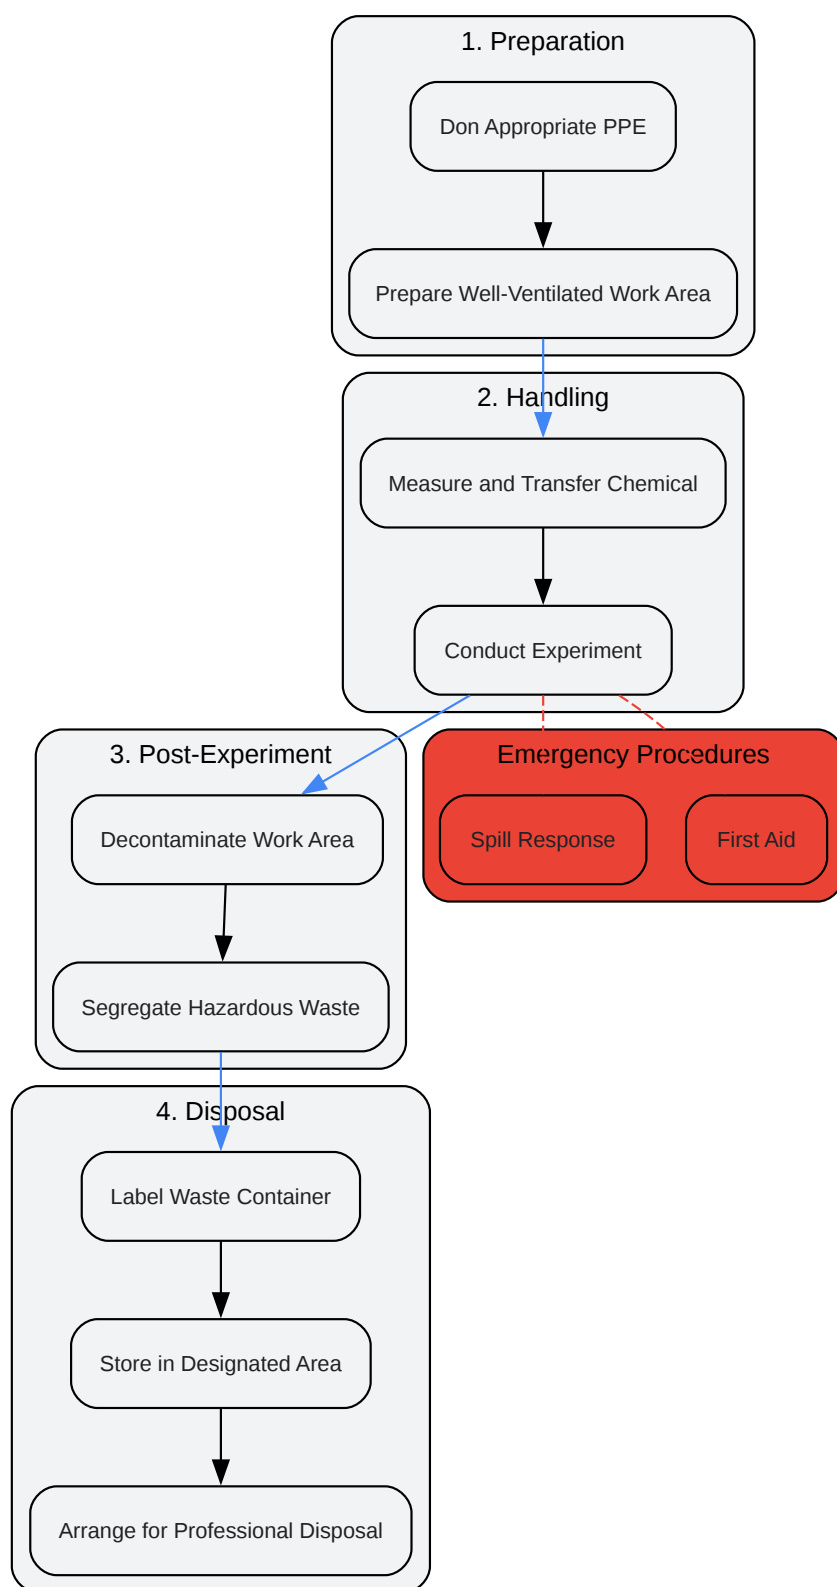 1. Preparation
Don Appropriate PPE
Prepare Well-Ventilated Work Area
2. Handling
Measure and Transfer Chemical
Conduct Experiment
3. Post-Experiment
Decontaminate Work Area
Segregate Hazardous Waste
Emergency Procedures
Spill Response
First Aid
4. Disposal
Label Waste Container
Store in Designated Area
Arrange for Professional Disposal